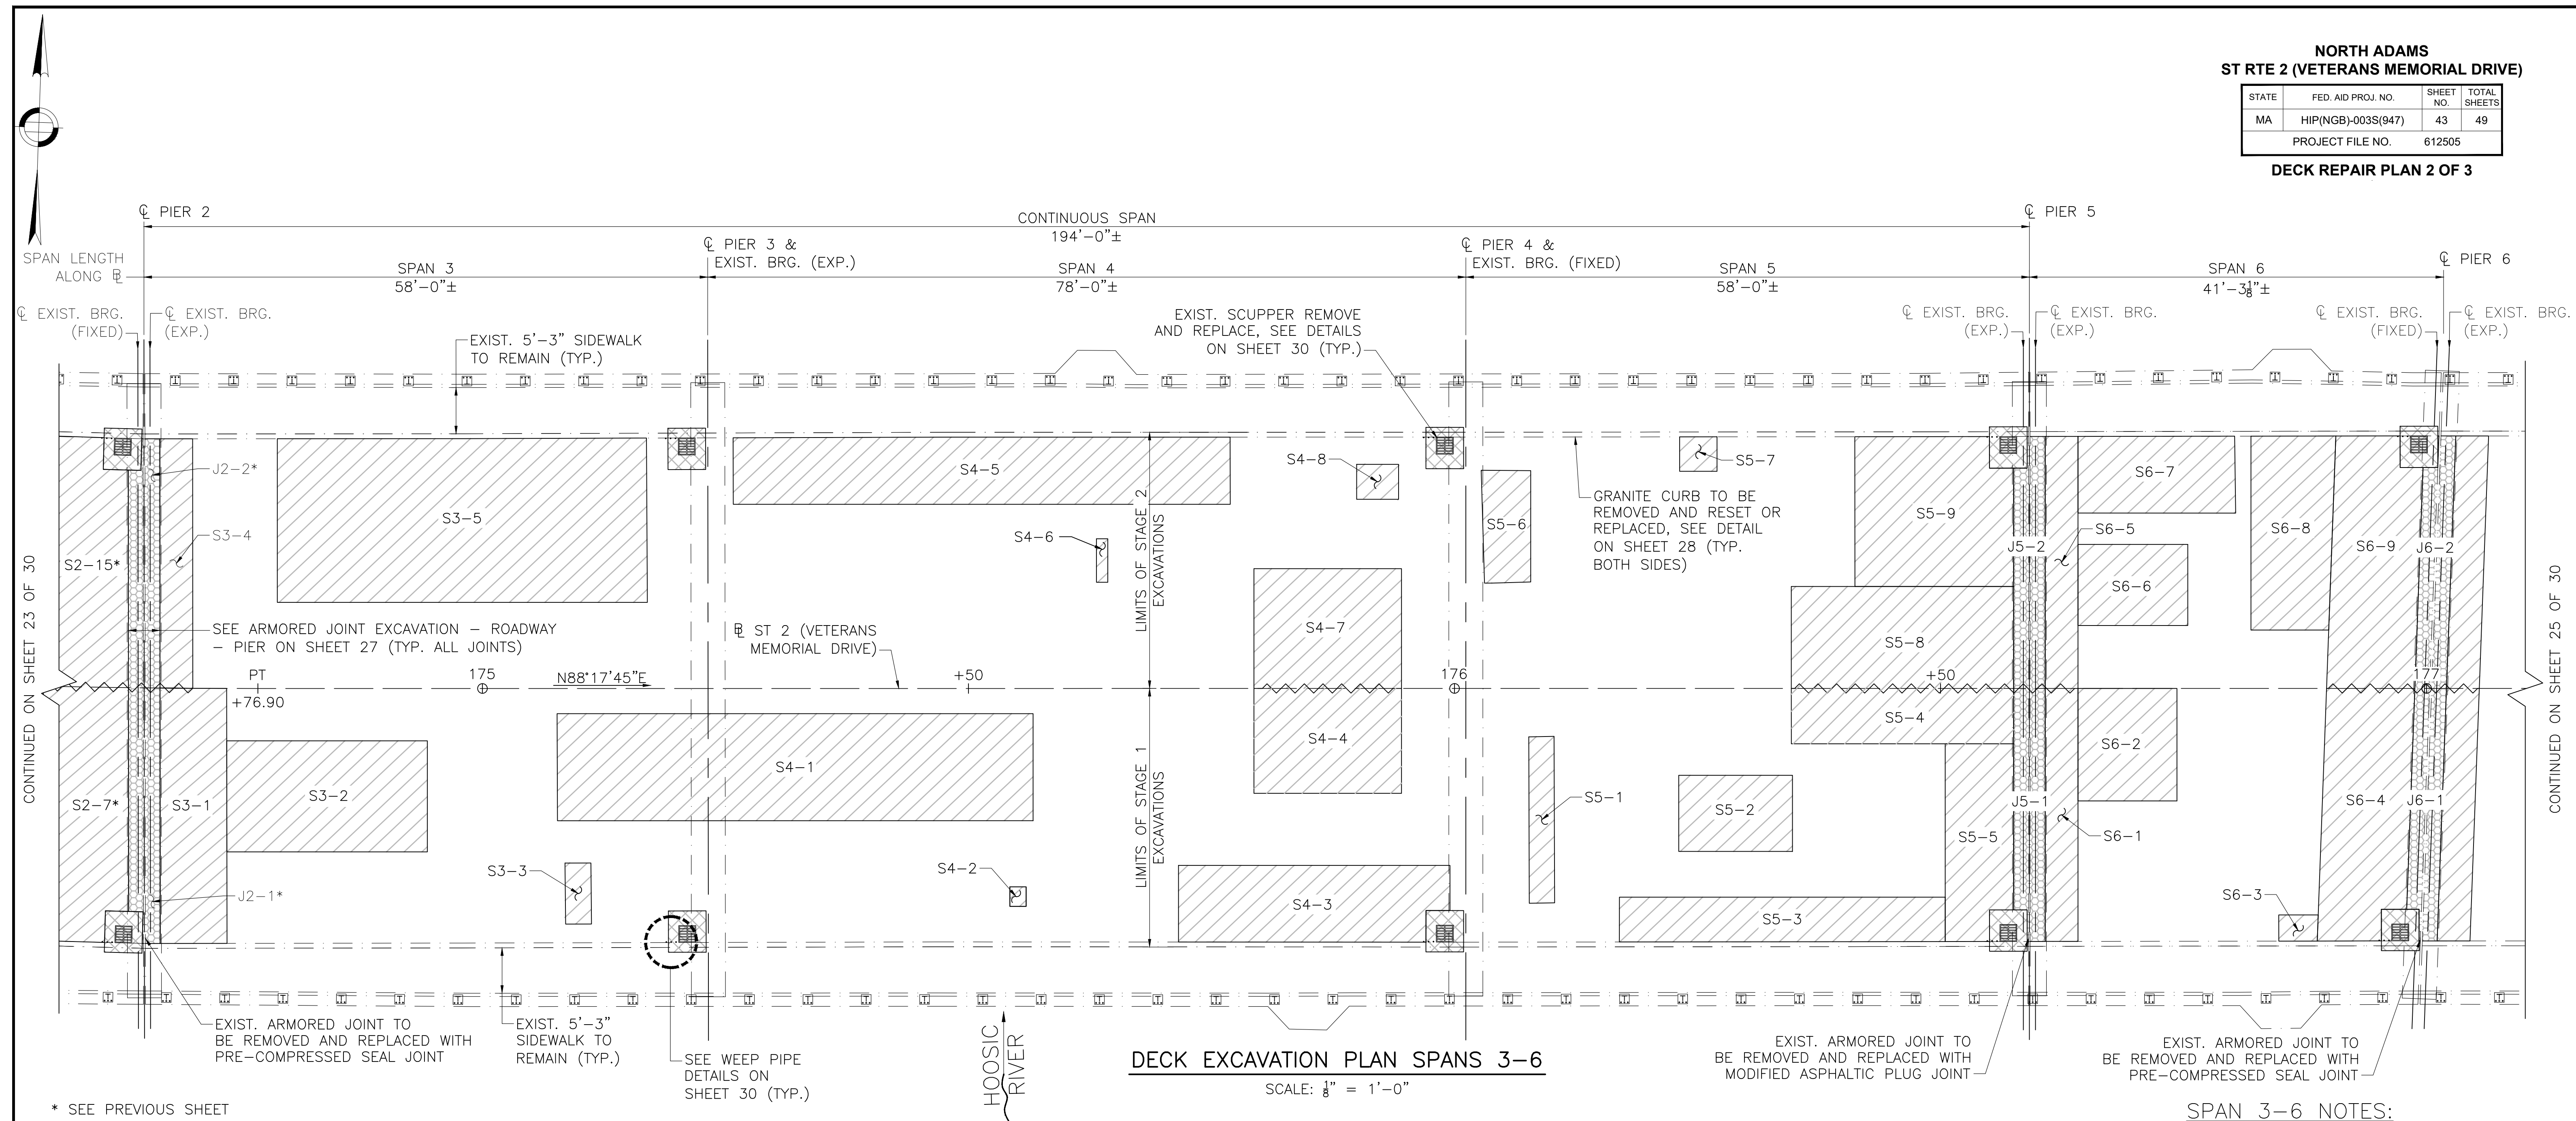 NORTH ADAMS
ST RTE 2 (VETERANS MEMORIAL DRIVE)
STATE FED. AID PROJ. NO. SHEET NO. TOTAL SHEETS
MA HIP(NGB)-003S(947) 43 49
PROJECT FILE NO. 612505
DECK REPAIR PLAN 2 OF 3
℄ PIER 2
CONTINUOUS SPAN
194'-0"±
℄ PIER 5
℄ PIER 3 &
EXIST. BRG. (EXP.)
℄ PIER 4 &
EXIST. BRG. (FIXED)
℄ PIER 6
SPAN LENGTH
ALONG ⅊
SPAN 3
58'-0"±
SPAN 4
78'-0"±
SPAN 5
58'-0"±
SPAN 6
41'-3⅛"±
℄ EXIST. BRG.
(FIXED)
℄ EXIST. BRG.
(EXP.)
℄ EXIST. BRG.
(EXP.)
℄ EXIST. BRG.
(EXP.)
℄ EXIST. BRG.
(FIXED)
℄ EXIST. BRG.
(EXP.)
EXIST. 5'-3" SIDEWALK
TO REMAIN (TYP.)
EXIST. SCUPPER REMOVE
AND REPLACE, SEE DETAILS
ON SHEET 30 (TYP.)
J2-2*
S3-4
S2-15*
S3-5
S4-5
S4-6
S4-8
S4-7
S5-6
S5-7
S5-9
S5-8
J5-2
S6-5
S6-7
S6-6
S6-8
S6-9
J6-2
LIMITS OF STAGE 2
EXCAVATIONS
GRANITE CURB TO BE
REMOVED AND RESET OR
REPLACED, SEE DETAIL
ON SHEET 28 (TYP.
BOTH SIDES)
SEE ARMORED JOINT EXCAVATION – ROADWAY
– PIER ON SHEET 27 (TYP. ALL JOINTS)
⅊ ST 2 (VETERANS
MEMORIAL DRIVE)
CONTINUED ON SHEET 23 OF 30
CONTINUED ON SHEET 25 OF 30
PT
+76.90
175
N88°17'45"E
+50
176
+50
177
S2-7*
S3-1
S3-2
S3-3
J2-1*
S4-1
S4-2
S4-4
S4-3
S5-1
S5-2
S5-3
S5-4
S5-5
J5-1
S6-1
S6-2
S6-3
S6-4
J6-1
LIMITS OF STAGE 1
EXCAVATIONS
EXIST. ARMORED JOINT TO
BE REMOVED AND REPLACED WITH
PRE-COMPRESSED SEAL JOINT
EXIST. 5'-3"
SIDEWALK TO
REMAIN (TYP.)
SEE WEEP PIPE
DETAILS ON
SHEET 30 (TYP.)
HOOSIC
RIVER
EXIST. ARMORED JOINT TO
BE REMOVED AND REPLACED WITH
MODIFIED ASPHALTIC PLUG JOINT
EXIST. ARMORED JOINT TO
BE REMOVED AND REPLACED WITH
PRE-COMPRESSED SEAL JOINT
DECK EXCAVATION PLAN SPANS 3-6
SCALE: ⅛" = 1'-0"
* SEE PREVIOUS SHEET
SPAN 3-6 NOTES: